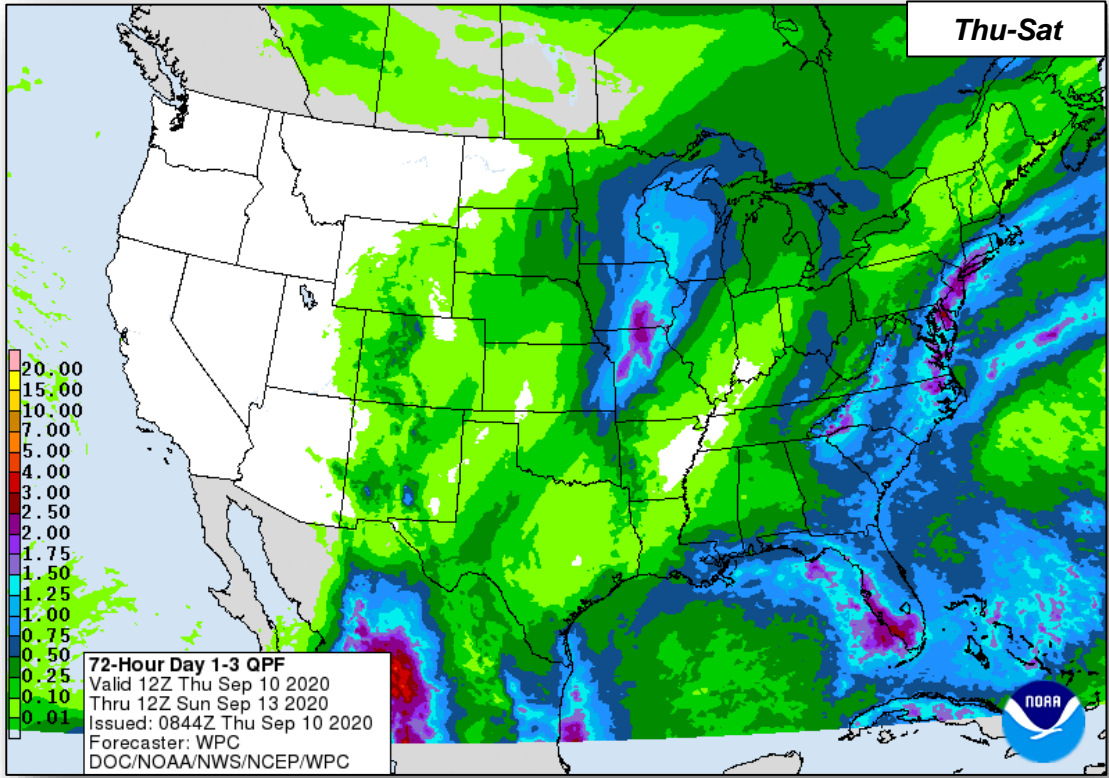 Thu-Sat
20.00
15.00
10.00
7.00
5.00
4.00
3.00
2.50
2.00
1.75
1.50
1.25
1.00
0.75
0.50
0.25
0.10
0.01
72-Hour Day 1-3 QPF
Valid 12Z Thu Sep 10 2020
Thru 12Z Sun Sep 13 2020
Issued: 0844Z Thu Sep 10 2020
Forecaster: WPC
DOC/NOAA/NWS/NCEP/WPC
NOAA